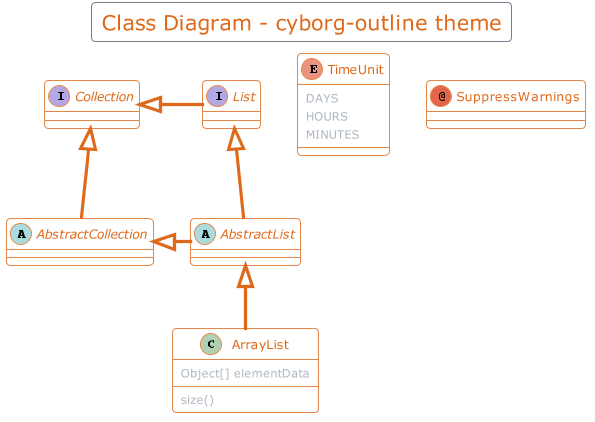 Class Diagram - cyborg-outline theme
I Collection
I List
E TimeUnit
DAYS
HOURS
MINUTES
@ SuppressWarnings
A AbstractCollection
A AbstractList
C ArrayList
Object[] elementData
size()